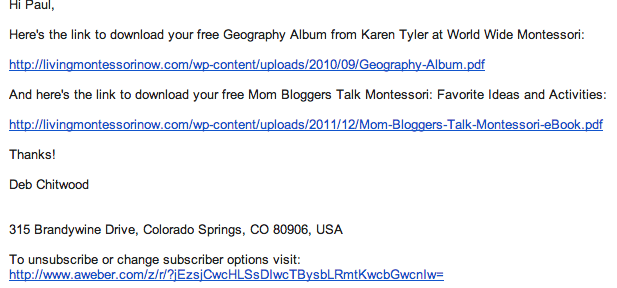 Hi Paul,
Here's the link to download your free Geography Album from Karen Tyler at World Wide Montessori:
http://livingmontessorinow.com/wp-content/uploads/2010/09/Geography-Album.pdf
And here's the link to download your free Mom Bloggers Talk Montessori: Favorite Ideas and Activities:
http://livingmontessorinow.com/wp-content/uploads/2011/12/Mom-Bloggers-Talk-Montessori-eBook.pdf
Thanks!
Deb Chitwood
315 Brandywine Drive, Colorado Springs, CO 80906, USA
To unsubscribe or change subscriber options visit:
http://www.aweber.com/z/r/?jEzsjCwcHLSsDIwcTBysbLRmtKwcbGwcnIw=